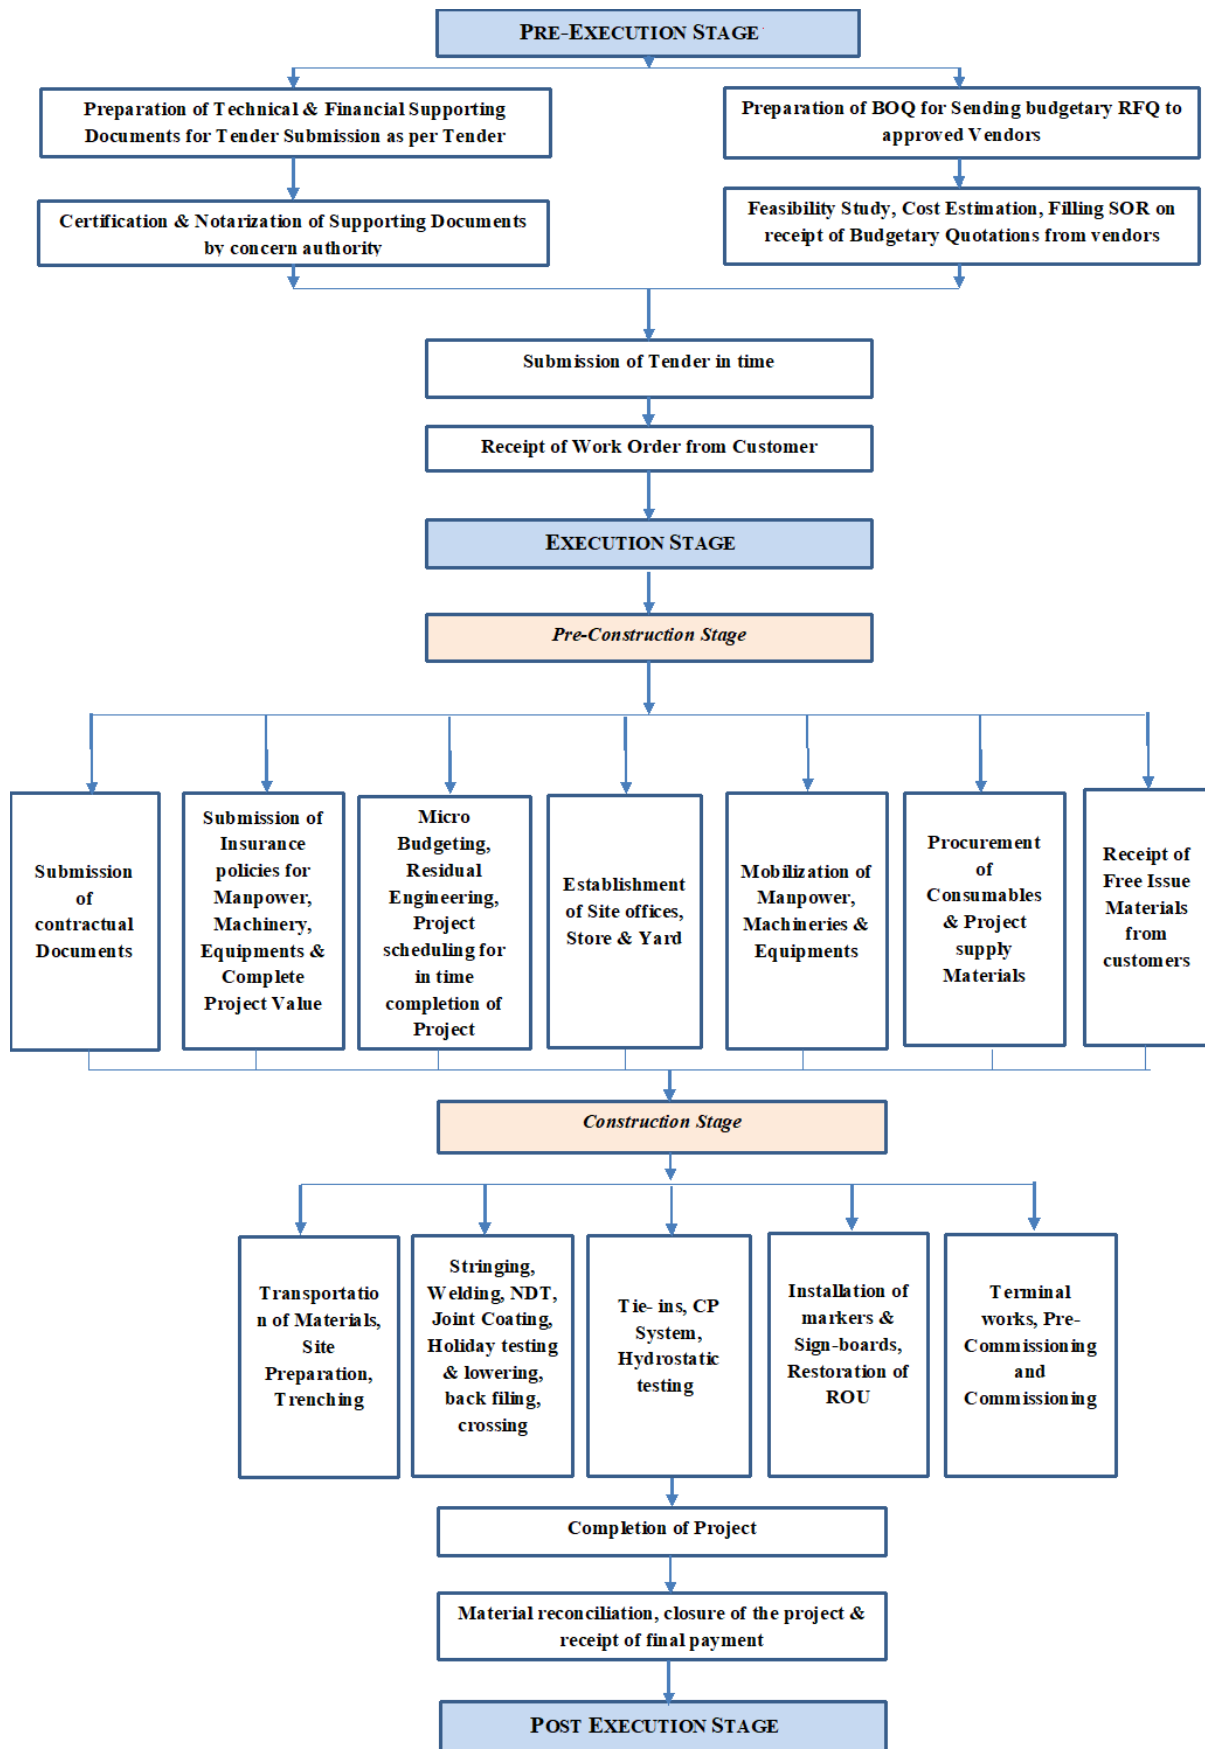 PRE-EXECUTION STAGE
Preparation of Technical & Financial Supporting
Documents for Tender Submission as per Tender
Preparation of BOQ for Sending budgetary RFQ to
approved Vendors
Certification & Notarization of Supporting Documents
by concern authority
Feasibility Study, Cost Estimation, Filling SOR on
receipt of Budgetary Quotations from vendors
Submission of Tender in time
Receipt of Work Order from Customer
EXECUTION STAGE
Pre-Construction Stage
Submission
of
contractual
Documents
Submission of
Insurance
policies for
Manpower,
Machinery,
Equipments &
Complete
Project Value
Micro
Budgeting,
Residual
Engineering,
Project
scheduling for
in time
completion of
Project
Establishment
of Site offices,
Store & Yard
Mobilization of
Manpower,
Machineries &
Equipments
Procurement
of
Consumables
& Project
supply
Materials
Receipt of
Free Issue
Materials
from
customers
Construction Stage
Transportatio
n of Materials,
Site
Preparation,
Trenching
Stringing,
Welding, NDT,
Joint Coating,
Holiday testing
& lowering,
back filing,
crossing
Tie- ins, CP
System,
Hydrostatic
testing
Installation of
markers &
Sign-boards,
Restoration of
ROU
Terminal
works, Pre-
Commissioning
and
Commissioning
Completion of Project
Material reconciliation, closure of the project &
receipt of final payment
POST EXECUTION STAGE